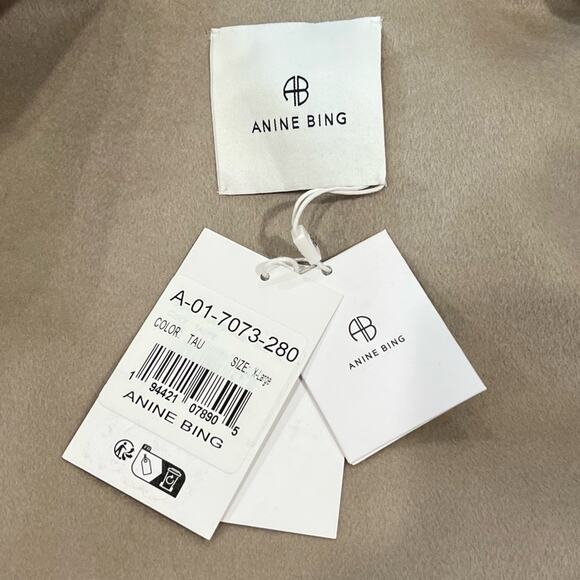 AB
ANINE BING
A-01-7073-280
COLOR: TAU
SIZE: X-Large
1 94421 07890 5
ANINE BING
AB
ANINE BING